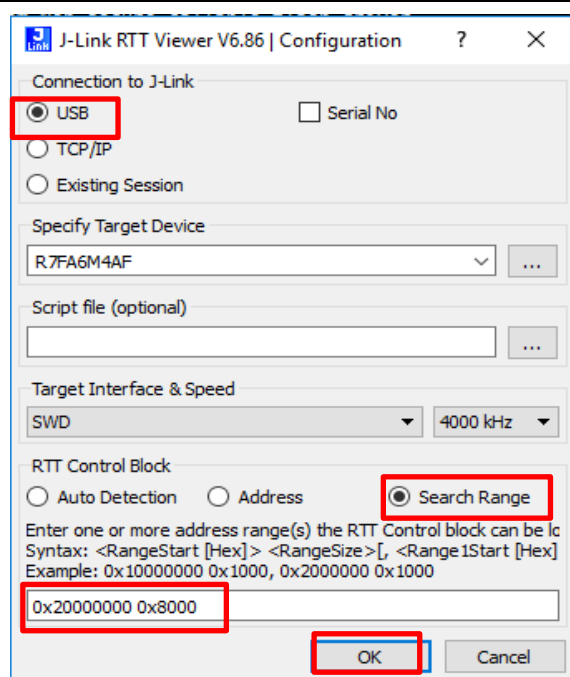 J-Link RTT Viewer V6.86 | Configuration ? ×
Connection to J-Link
USB Serial No
TCP/IP
Existing Session
Specify Target Device
R7FA6M4AF ...
Script file (optional)
...
Target Interface & Speed
SWD 4000 kHz
RTT Control Block
Auto Detection Address Search Range
Enter one or more address range(s) the RTT Control block can be
Syntax: <RangeStart [Hex]> <RangeSize>[, <Range1Start [Hex]
Example: 0x10000000 0x1000, 0x2000000 0x1000
0x20000000 0x8000
OK Cancel